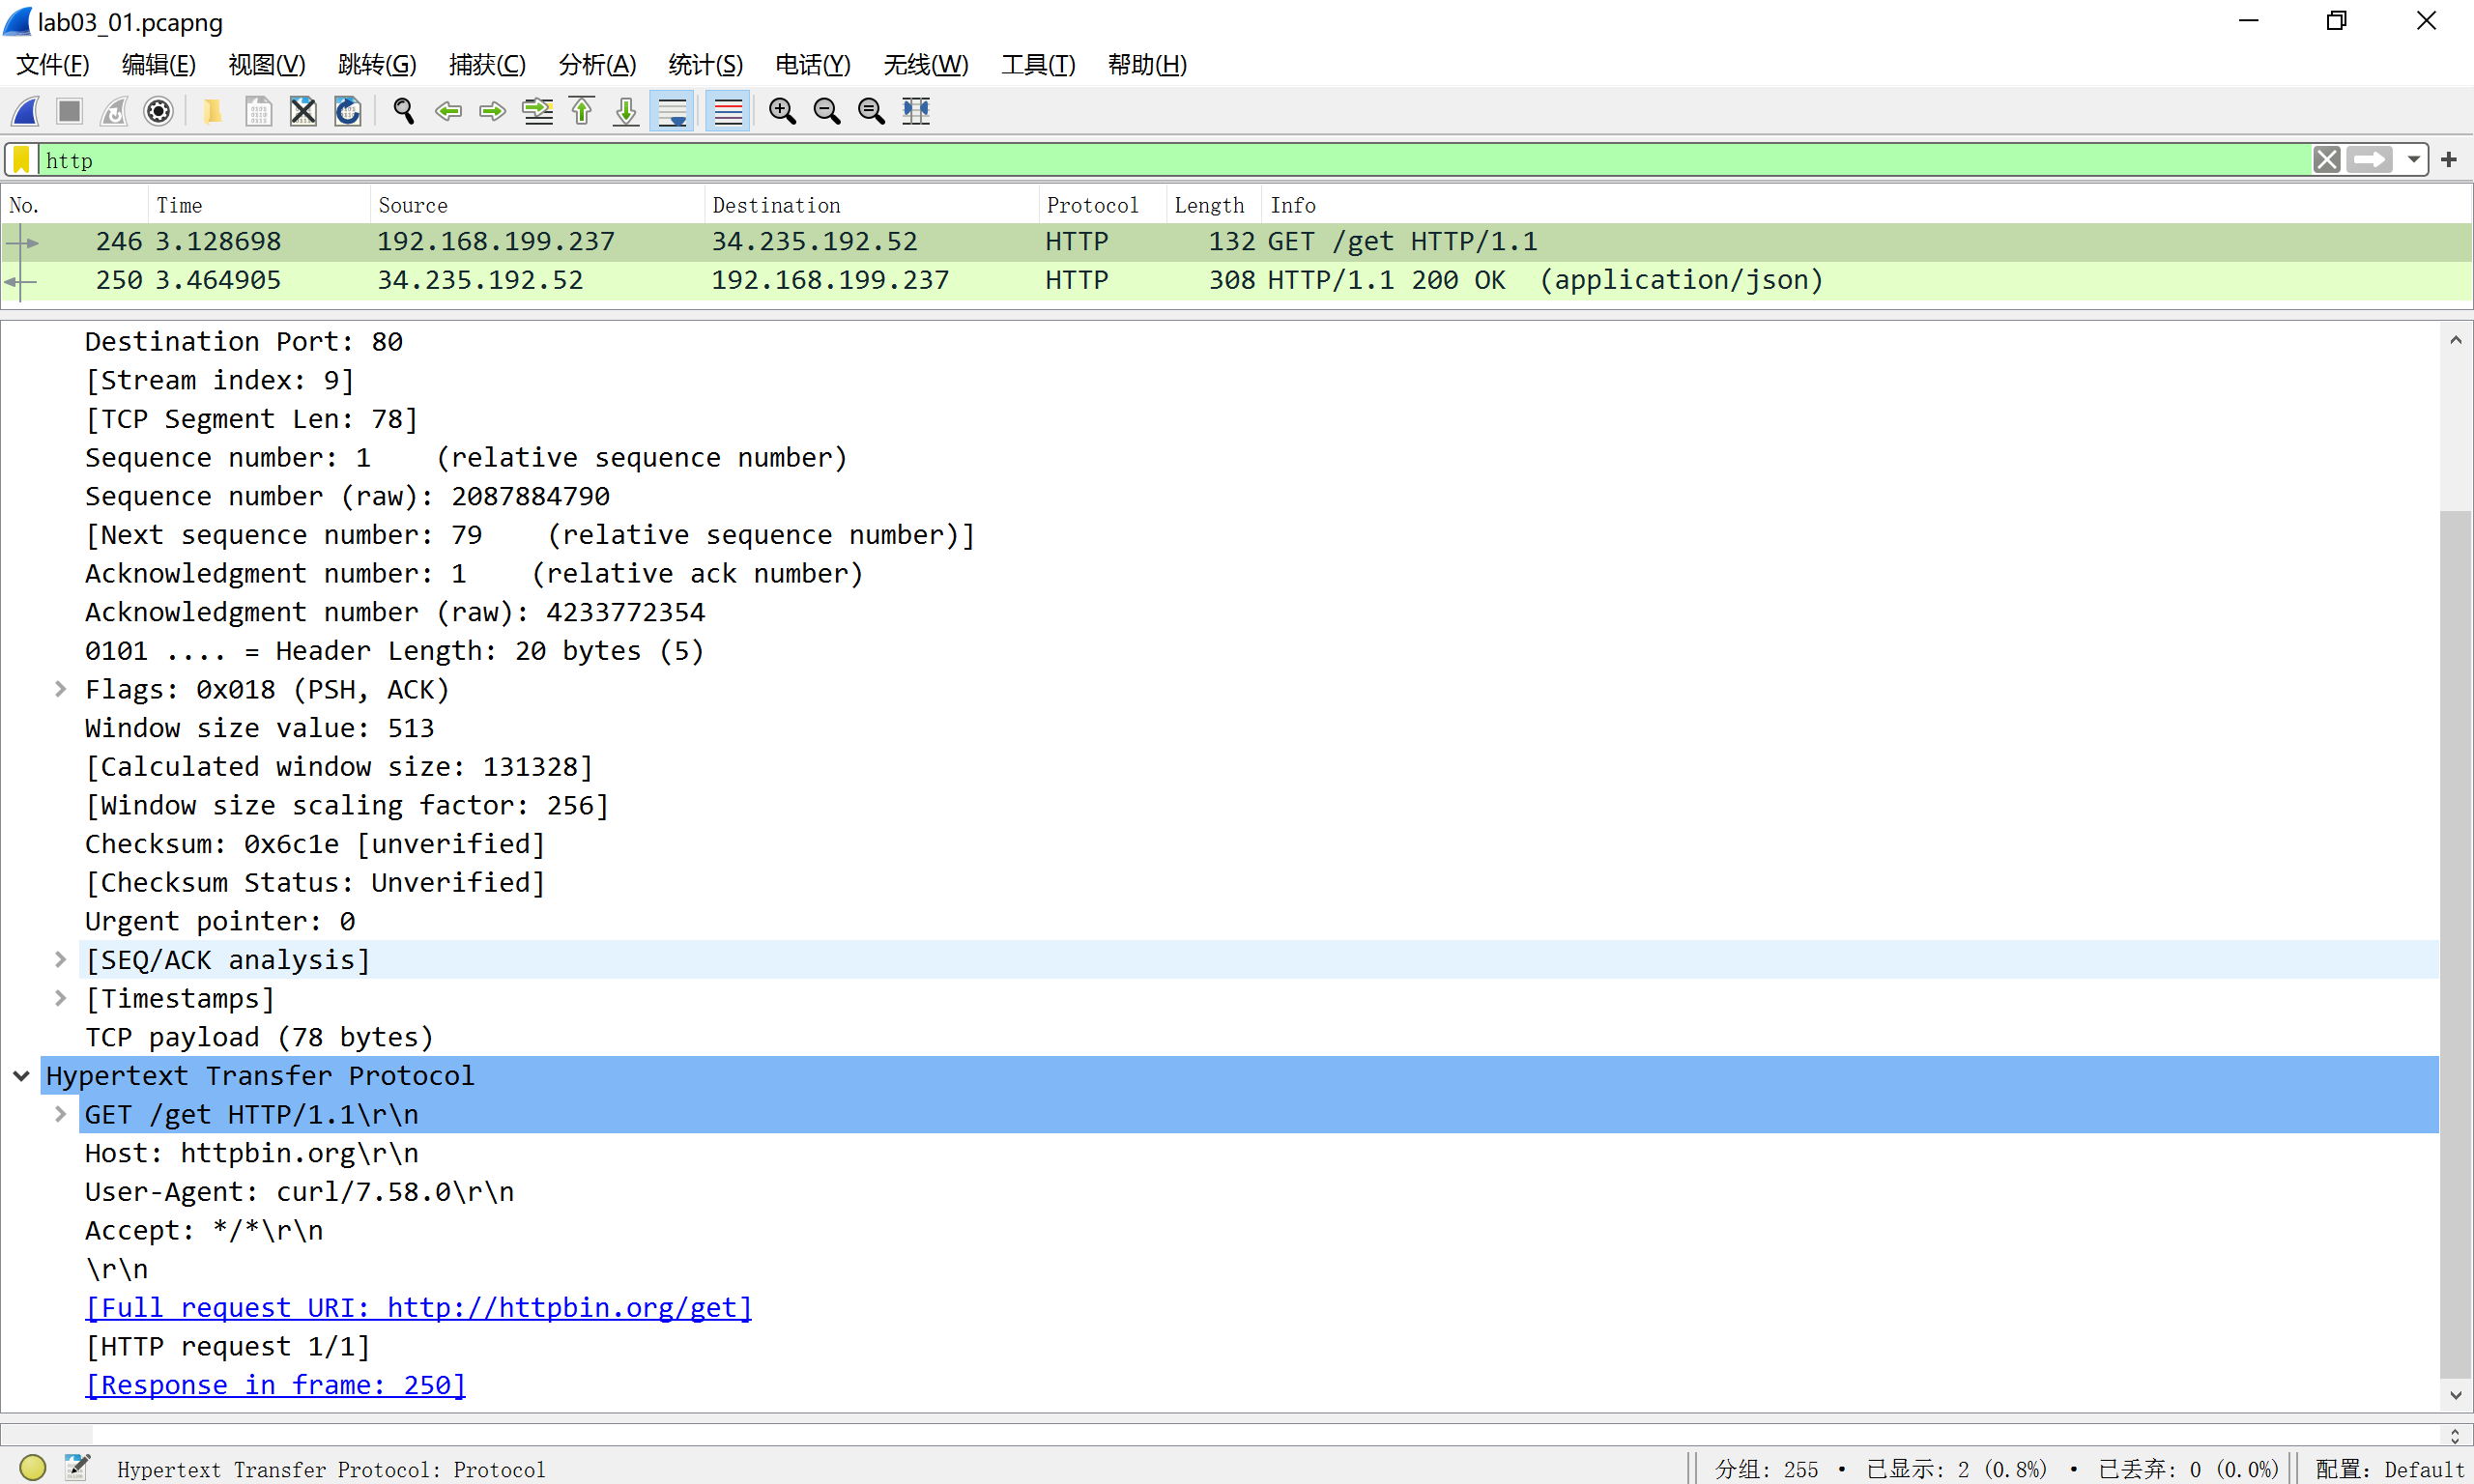 lab03_01.pcapng
文件(F) 编辑(E) 视图(V) 跳转(G) 捕获(C) 分析(A) 统计(S) 电话(Y) 无线(W) 工具(T) 帮助(H)
http
No. Time Source Destination Protocol Length Info
246 3.128698 192.168.199.237 34.235.192.52 HTTP 132 GET /get HTTP/1.1
250 3.464905 34.235.192.52 192.168.199.237 HTTP 308 HTTP/1.1 200 OK  (application/json)
Destination Port: 80
[Stream index: 9]
[TCP Segment Len: 78]
Sequence number: 1    (relative sequence number)
Sequence number (raw): 2087884790
[Next sequence number: 79    (relative sequence number)]
Acknowledgment number: 1    (relative ack number)
Acknowledgment number (raw): 4233772354
0101 .... = Header Length: 20 bytes (5)
Flags: 0x018 (PSH, ACK)
Window size value: 513
[Calculated window size: 131328]
[Window size scaling factor: 256]
Checksum: 0x6c1e [unverified]
[Checksum Status: Unverified]
Urgent pointer: 0
[SEQ/ACK analysis]
[Timestamps]
TCP payload (78 bytes)
Hypertext Transfer Protocol
GET /get HTTP/1.1\r\n
Host: httpbin.org\r\n
User-Agent: curl/7.58.0\r\n
Accept: */*\r\n
\r\n
[Full request URI: http://httpbin.org/get]
[HTTP request 1/1]
[Response in frame: 250]
Hypertext Transfer Protocol: Protocol 分组: 255 · 已显示: 2 (0.8%) · 已丢弃: 0 (0.0%) 配置: Default